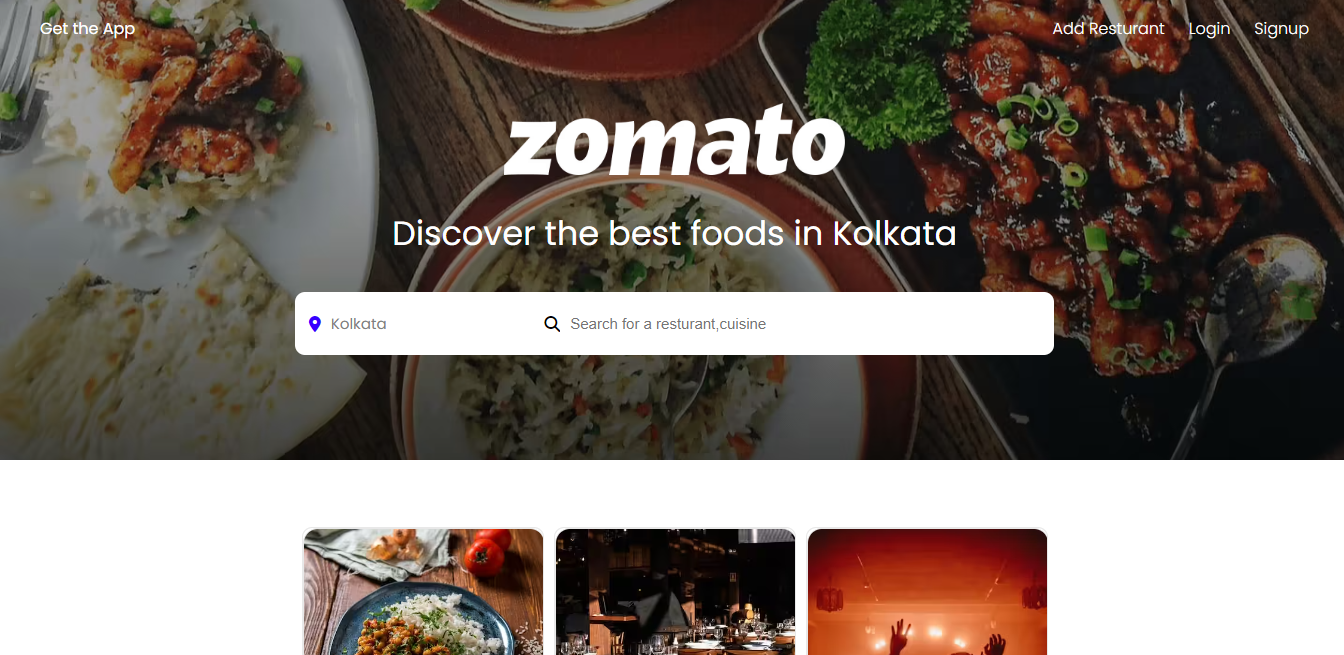 Get the App
Add Resturant Login Signup
zomato
Discover the best foods in Kolkata
Kolkata
Search for a resturant,cuisine